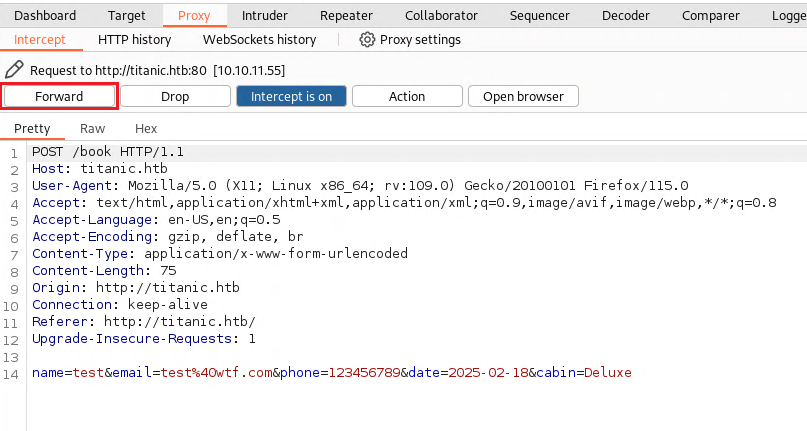 Dashboard Target Proxy Intruder Repeater Collaborator Sequencer Decoder Comparer Logge
Intercept HTTP history WebSockets history Proxy settings
Request to http://titanic.htb:80 [10.10.11.55]
Forward Drop Intercept is on Action Open browser
Pretty Raw Hex
1 POST /book HTTP/1.1
2 Host: titanic.htb
3 User-Agent: Mozilla/5.0 (X11; Linux x86_64; rv:109.0) Gecko/20100101 Firefox/115.0
4 Accept: text/html,application/xhtml+xml,application/xml;q=0.9,image/avif,image/webp,*/*;q=0.8
5 Accept-Language: en-US,en;q=0.5
6 Accept-Encoding: gzip, deflate, br
7 Content-Type: application/x-www-form-urlencoded
8 Content-Length: 75
9 Origin: http://titanic.htb
10 Connection: keep-alive
11 Referer: http://titanic.htb/
12 Upgrade-Insecure-Requests: 1
13
14 name=test&email=test%40wtf.com&phone=123456789&date=2025-02-18&cabin=Deluxe